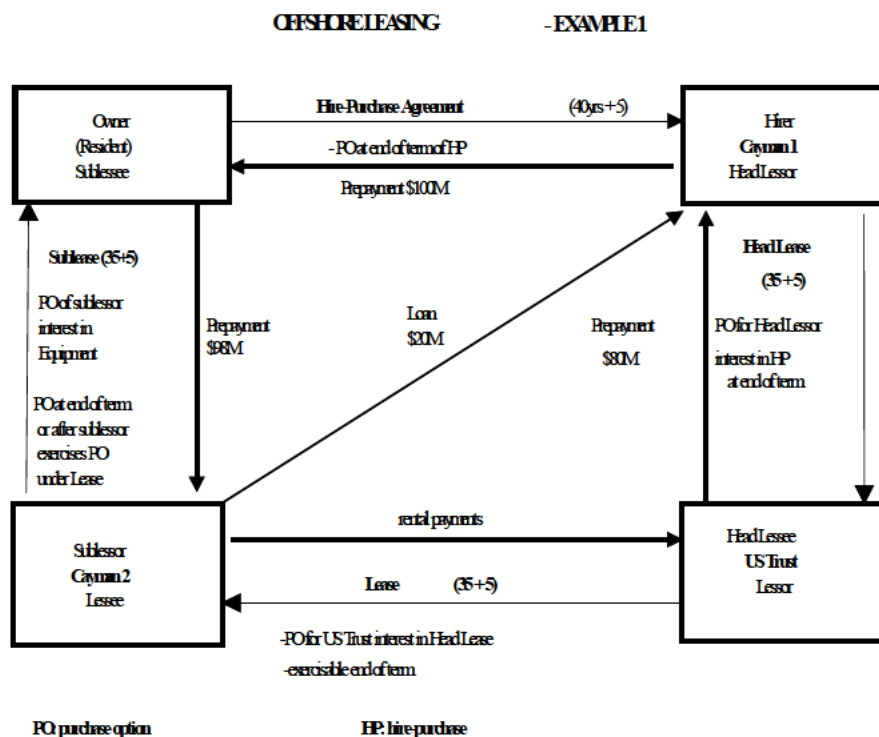 OFFSHORE LEASING - EXAMPLE 1
Owner
(Resident)
Sublessee
Hire-Purchase Agreement (40yrs + 5)
- PO at end of term of HP
Prepayment $100M
Hirer
Cayman 1
Head Lessor
Sublease (35+5)
PO of sublessor
interest in
Equipment
PO at end of term
or after sublessor
exercises PO
under Lease
Prepayment
$98M
Loan
$20M
Prepayment
$80M
Head Lease
(35 + 5)
PO for Head Lessor
interest in HP
at end of term
Sublessor
Cayman 2
Lessee
rental payments
Lease (35 + 5)
-PO for US Trust interest in Head Lease
-exercisable end of term
Head Lessee
US Trust
Lessor
PO: purchase option HP: hire-purchase